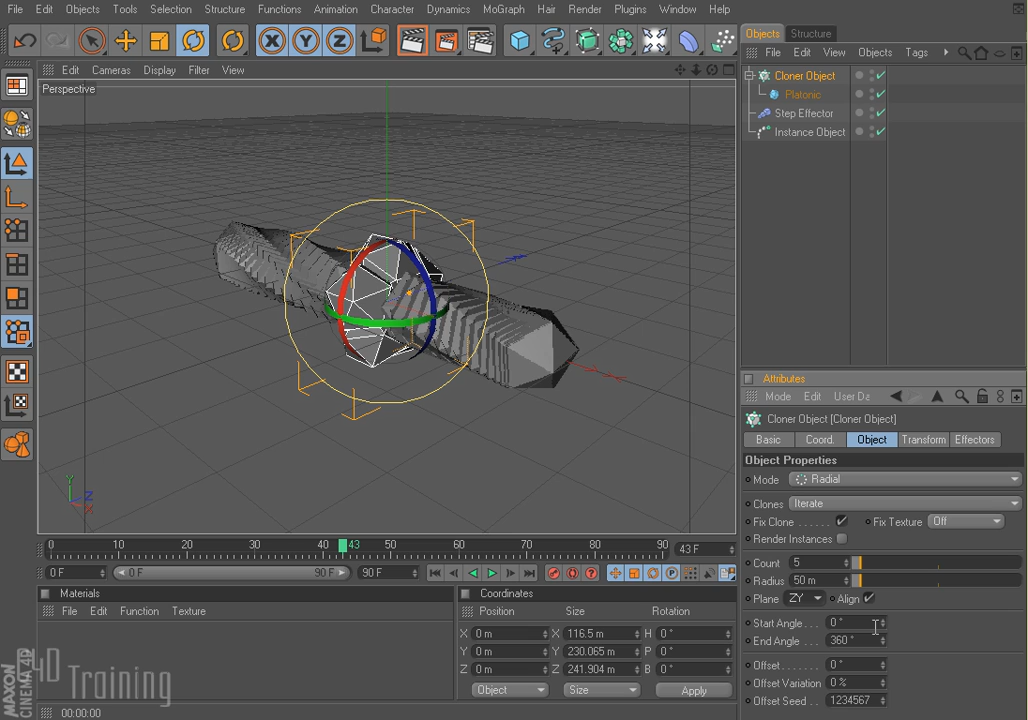 File Edit Objects Tools Selection Structure Functions Animation Character Dynamics MoGraph Hair Render Plugins Window Help
Objects Structure
File Edit View Objects Tags
Cloner Object
Platonic
Step Effector
Instance Object
Edit Cameras Display Filter View
Perspective
Y
Z
X
0 10 20 30 40 43 50 60 70 80 90 43 F
0 F 0 F 90 F 90 F
Materials
File Edit Function Texture
Coordinates
Position Size Rotation
X 0 m X 116.5 m H 0 °
Y 0 m Y 230.065 m P 0 °
Z 0 m Z 241.904 m B 0 °
Object Size Apply
00:00:00
MAXON
CINEMA 4D
C4D Training
Attributes
Mode Edit User Da
Cloner Object [Cloner Object]
Basic Coord. Object Transform Effectors
Object Properties
Mode Radial
Clones Iterate
Fix Clone . . . . . . Fix Texture Off
Render Instances
Count 5
Radius 50 m
Plane ZY Align
Start Angle . . . 0 °
End Angle . . . 360 °
Offset . . . . . . . 0 °
Offset Variation 0 %
Offset Seed . . . 1234567